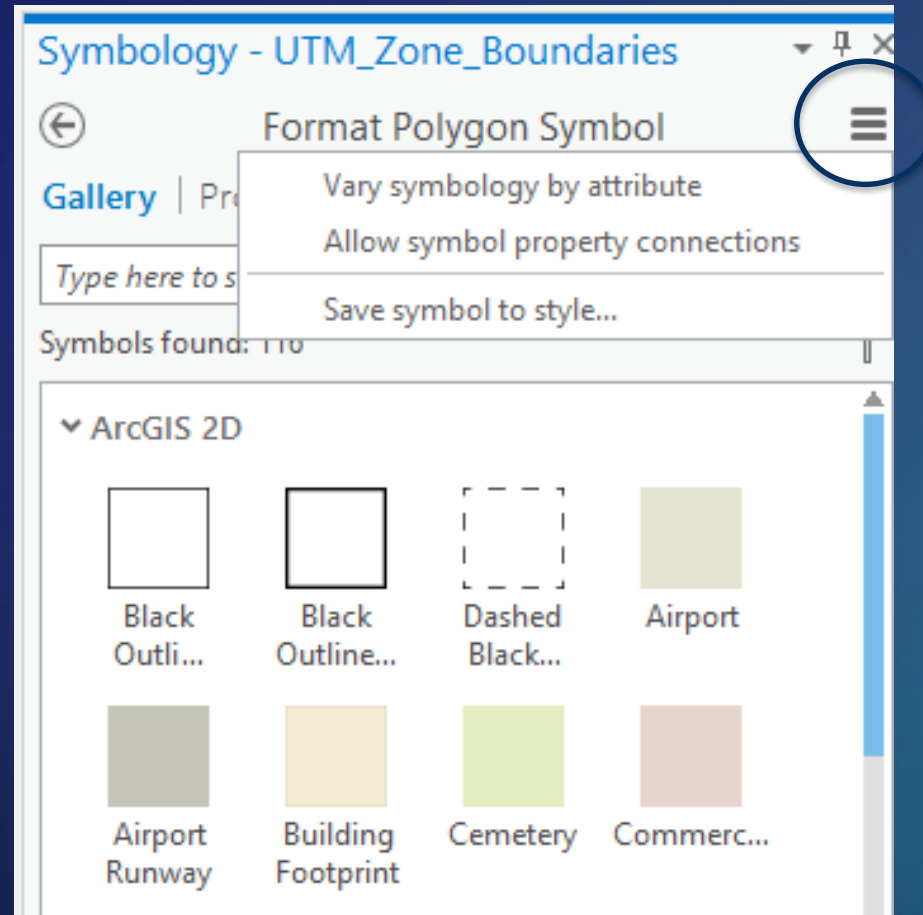 Symbology - UTM_Zone_Boundaries
Format Polygon Symbol
Vary symbology by attribute
Allow symbol property connections
Save symbol to style...
Gallery | Pr
Type here to s
Symbols found: 116
ArcGIS 2D
Black Black Dashed Airport
Outli... Outline... Black...
Airport Building Cemetery Commerc...
Runway Footprint